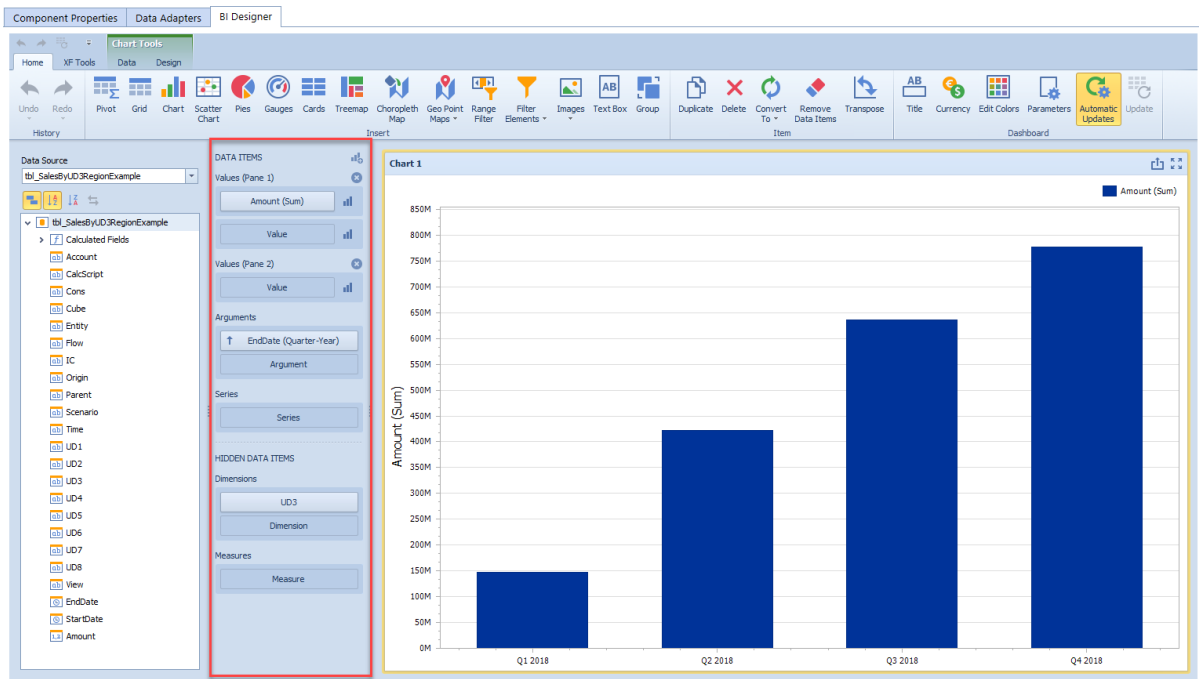 Component Properties Data Adapters BI Designer
Chart Tools
Home XF Tools Data Design
Undo Redo Pivot Grid Chart Scatter Chart Pies Gauges Cards Treemap Choropleth Map Geo Point Maps Range Filter Filter Elements Images Text Box Group Duplicate Delete Convert To Remove Data Items Transpose Title Currency Edit Colors Parameters Automatic Updates Update
History Insert Item Dashboard
Data Source
tbl_SalesByUD3RegionExample
tbl_SalesByUD3RegionExample
Calculated Fields
Account
CalcScript
Cons
Cube
Entity
Flow
IC
Origin
Parent
Scenario
Time
UD1
UD2
UD3
UD4
UD5
UD6
UD7
UD8
View
EndDate
StartDate
Amount
DATA ITEMS
Values (Pane 1)
Amount (Sum)
Value
Values (Pane 2)
Value
Arguments
EndDate (Quarter-Year)
Argument
Series
Series
HIDDEN DATA ITEMS
Dimensions
UD3
Dimension
Measures
Measure
Chart 1
Amount (Sum)
Amount (Sum)
850M
800M
750M
700M
650M
600M
550M
500M
450M
400M
350M
300M
250M
200M
150M
100M
50M
0M
Q1 2018 Q2 2018 Q3 2018 Q4 2018